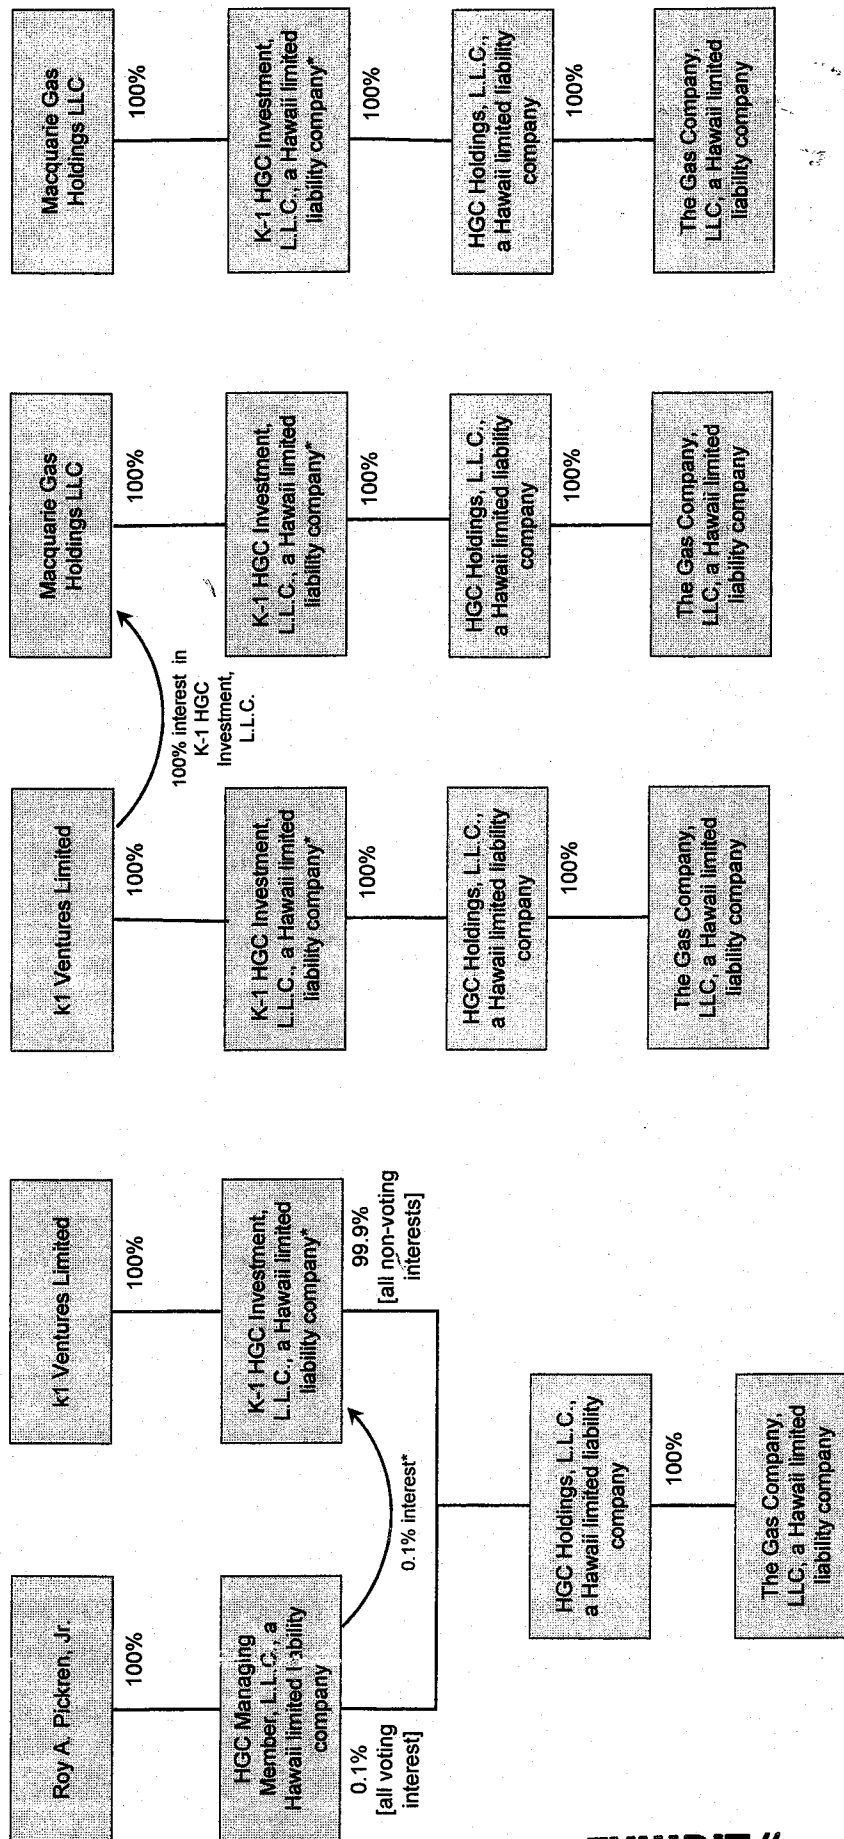 Roy A. Pickren, Jr.
100%
HGC Managing
Member, L.L.C., a
Hawaii limited liability
company
0.1%
[all voting
interest]
0.1% interest*
k1 Ventures Limited
100%
K-1 HGC Investment,
L.L.C., a Hawaii limited
liability company*
99.9%
[all non-voting
interests]
HGC Holdings, L.L.C.,
a Hawaii limited liability
company
100%
The Gas Company,
LLC, a Hawaii limited
liability company
k1 Ventures Limited
100%
K-1 HGC Investment,
L.L.C., a Hawaii limited
liability company*
100%
HGC Holdings, L.L.C.,
a Hawaii limited liability
company
100%
The Gas Company,
LLC, a Hawaii limited
liability company
100% interest in
K-1 HGC
Investment,
L.L.C.
Macquarie Gas
Holdings LLC
100%
K-1 HGC Investment,
L.L.C., a Hawaii limited
liability company*
100%
HGC Holdings, L.L.C.,
a Hawaii limited liability
company
100%
The Gas Company,
LLC, a Hawaii limited
liability company
Macquarie Gas
Holdings LLC
100%
K-1 HGC Investment,
L.L.C., a Hawaii limited
liability company*
100%
HGC Holdings, L.L.C.,
a Hawaii limited liability
company
100%
The Gas Company,
LLC, a Hawaii limited
liability company